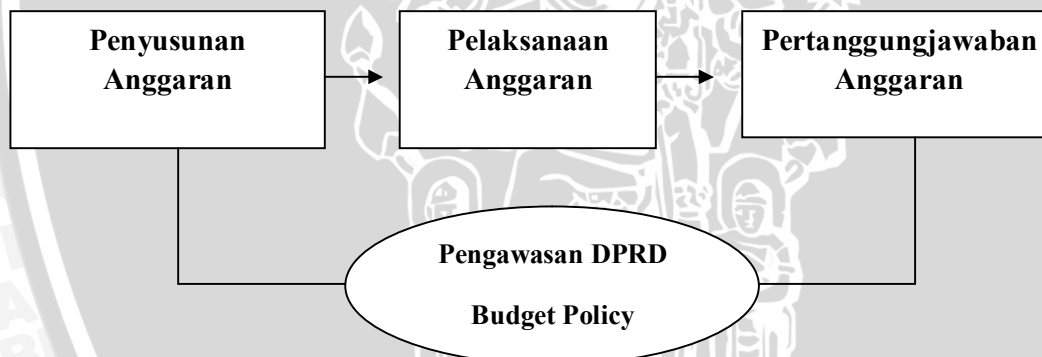 Penyusunan
Anggaran
Pelaksanaan
Anggaran
Pertanggungjawaban
Anggaran
Pengawasan DPRD
Budget Policy